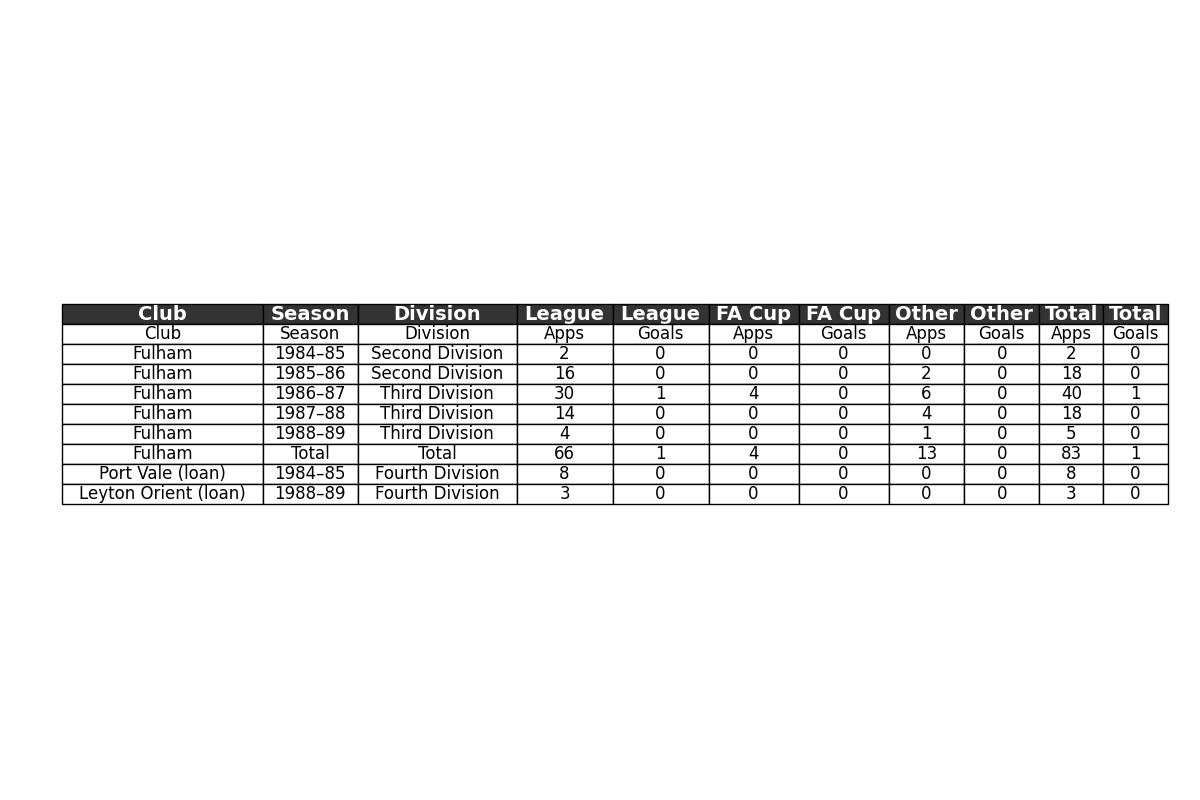 Club Season Division League League FA Cup FA Cup Other Other Total Total
Club Season Division Apps Goals Apps Goals Apps Goals Apps Goals
Fulham 1984–85 Second Division 2 0 0 0 0 0 2 0
Fulham 1985–86 Second Division 16 0 0 0 2 0 18 0
Fulham 1986–87 Third Division 30 1 4 0 6 0 40 1
Fulham 1987–88 Third Division 14 0 0 0 4 0 18 0
Fulham 1988–89 Third Division 4 0 0 0 1 0 5 0
Fulham Total Total 66 1 4 0 13 0 83 1
Port Vale (loan) 1984–85 Fourth Division 8 0 0 0 0 0 8 0
Leyton Orient (loan) 1988–89 Fourth Division 3 0 0 0 0 0 3 0